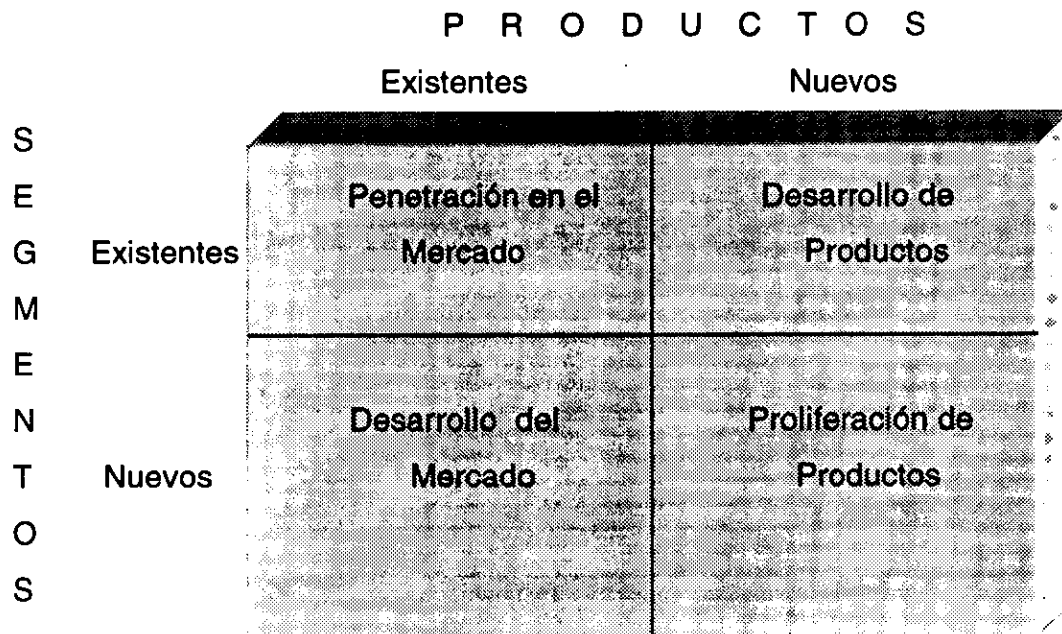 P R O D U C T O S
Existentes Nuevos
S E G M E N T O S
Existentes
Penetración en el
Mercado
Desarrollo de
Productos
Nuevos
Desarrollo del
Mercado
Proliferación de
Productos